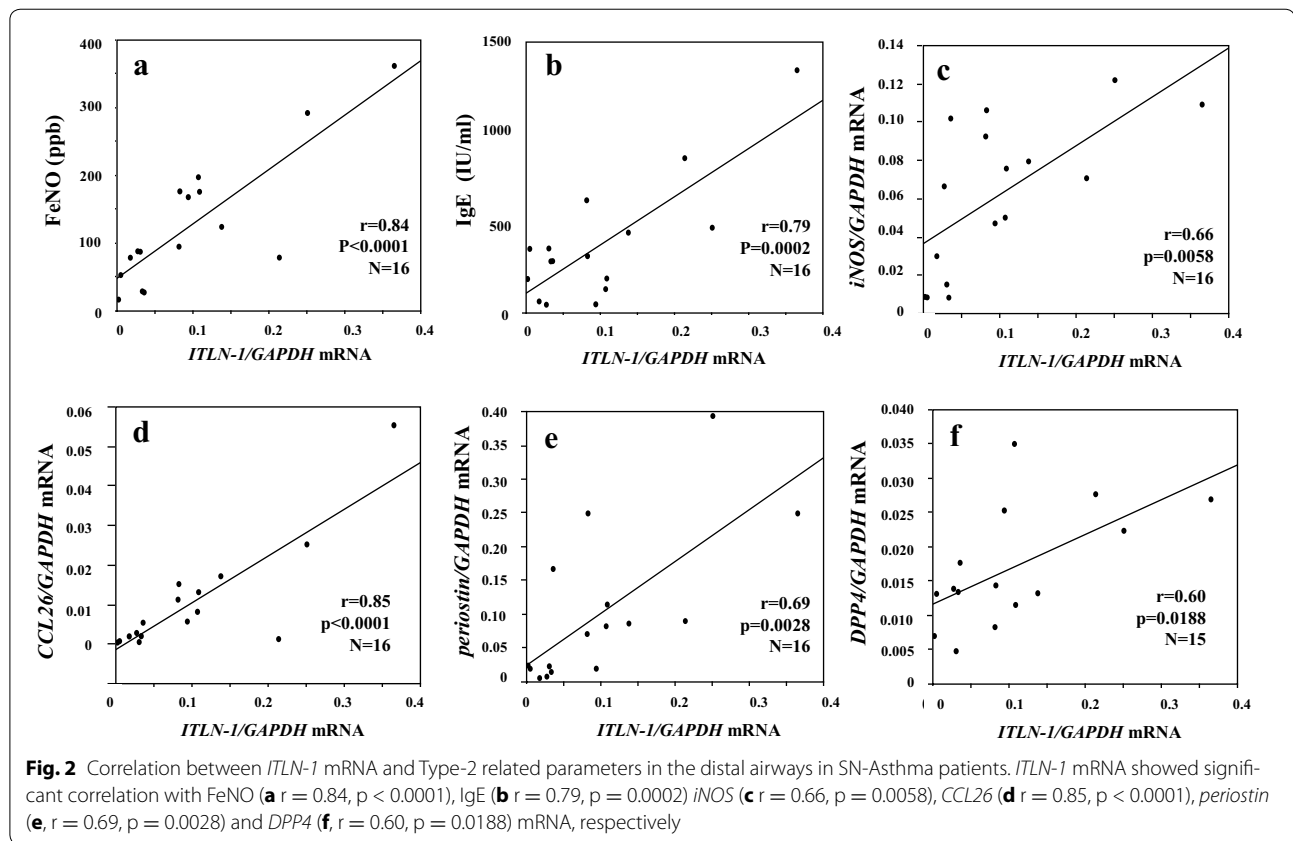 400
300
200
100
0
FeNO (ppb)
a
r=0.84
P<0.0001
N=16
0 0.1 0.2 0.3 0.4
ITLN-1/GAPDH mRNA
1500
1000
500
0
IgE (IU/ml)
b
r=0.79
P=0.0002
N=16
0 0.1 0.2 0.3 0.4
ITLN-1/GAPDH mRNA
0.14
0.12
0.10
0.08
0.06
0.04
0.02
0
iNOS/GAPDH mRNA
c
r=0.66
p=0.0058
N=16
0 0.1 0.2 0.3 0.4
ITLN-1/GAPDH mRNA
0.06
0.05
0.04
0.03
0.02
0.01
0
CCL26/GAPDH mRNA
d
r=0.85
p<0.0001
N=16
0 0.1 0.2 0.3 0.4
ITLN-1/GAPDH mRNA
0.40
0.35
0.30
0.25
0.20
0.15
0.10
0.05
0
periostin/GAPDH mRNA
e
r=0.69
p=0.0028
N=16
0 0.1 0.2 0.3 0.4
ITLN-1/GAPDH mRNA
0.040
0.035
0.030
0.025
0.020
0.015
0.010
0.005
0.000
DPP4/GAPDH mRNA
f
r=0.60
p=0.0188
N=15
0 0.1 0.2 0.3 0.4
ITLN-1/GAPDH mRNA
Fig. 2 Correlation between ITLN-1 mRNA and Type-2 related parameters in the distal airways in SN-Asthma patients. ITLN-1 mRNA showed signifi-
cant correlation with FeNO (a r = 0.84, p < 0.0001), IgE (b r = 0.79, p = 0.0002) iNOS (c r = 0.66, p = 0.0058), CCL26 (d r = 0.85, p < 0.0001), periostin
(e, r = 0.69, p = 0.0028) and DPP4 (f, r = 0.60, p = 0.0188) mRNA, respectively